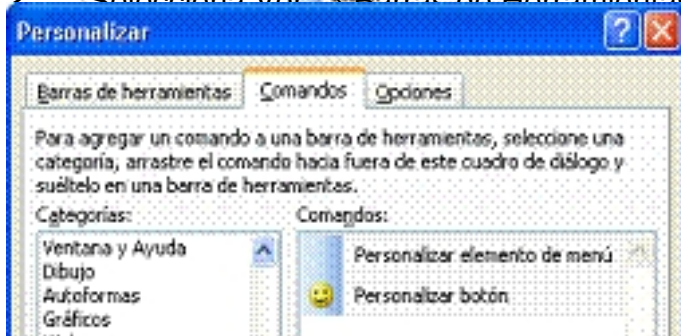 Personalizar
Barras de herramientas Comandos Opciones
Para agregar un comando a una barra de herramientas, seleccione una
categoría, arrastre el comando hacia fuera de este cuadro de diálogo y
suéltelo en una barra de herramientas.
Categorías: Comandos:
Ventana y Ayuda Personalizar elemento de menú
Dibujo
Autoformas Personalizar botón
Gráficos